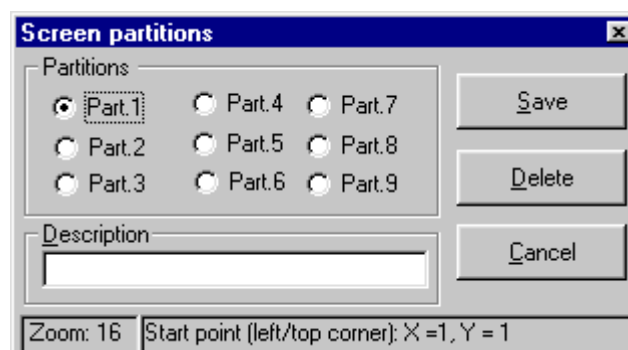 Screen partitions
Partitions
Part.1 Part.4 Part.7
Part.2 Part.5 Part.8
Part.3 Part.6 Part.9
Save
Delete
Description
Cancel
Zoom: 16 Start point (left/top corner): X =1, Y = 1